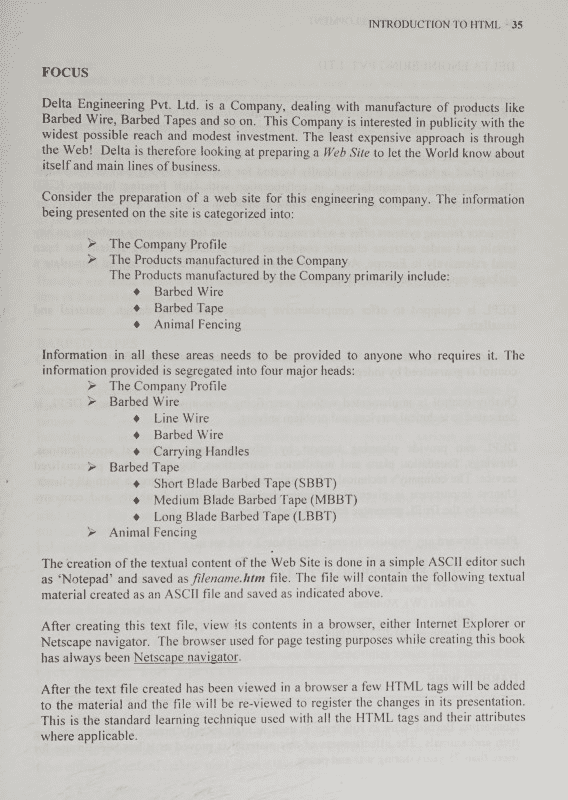 INTRODUCTION TO HTML - 35
FOCUS
Delta Engineering Pvt. Ltd. is a Company, dealing with manufacture of products like
Barbed Wire, Barbed Tapes and so on. This Company is interested in publicity with the
widest possible reach and modest investment. The least expensive approach is through
the Web! Delta is therefore looking at preparing a Web Site to let the World know about
itself and main lines of business.
Consider the preparation of a web site for this engineering company. The information
being presented on the site is categorized into:
➢ The Company Profile
➢ The Products manufactured in the Company
The Products manufactured by the Company primarily include:
♦ Barbed Wire
♦ Barbed Tape
♦ Animal Fencing
Information in all these areas needs to be provided to anyone who requires it. The
information provided is segregated into four major heads:
➢ The Company Profile
➢ Barbed Wire
♦ Line Wire
♦ Barbed Wire
♦ Carrying Handles
➢ Barbed Tape
♦ Short Blade Barbed Tape (SBBT)
♦ Medium Blade Barbed Tape (MBBT)
♦ Long Blade Barbed Tape (LBBT)
➢ Animal Fencing
The creation of the textual content of the Web Site is done in a simple ASCII editor such
as ‘Notepad’ and saved as filename.htm file. The file will contain the following textual
material created as an ASCII file and saved as indicated above.
After creating this text file, view its contents in a browser, either Internet Explorer or
Netscape navigator. The browser used for page testing purposes while creating this book
has always been Netscape navigator.
After the text file created has been viewed in a browser a few HTML tags will be added
to the material and the file will be re-viewed to register the changes in its presentation.
This is the standard learning technique used with all the HTML tags and their attributes
where applicable.